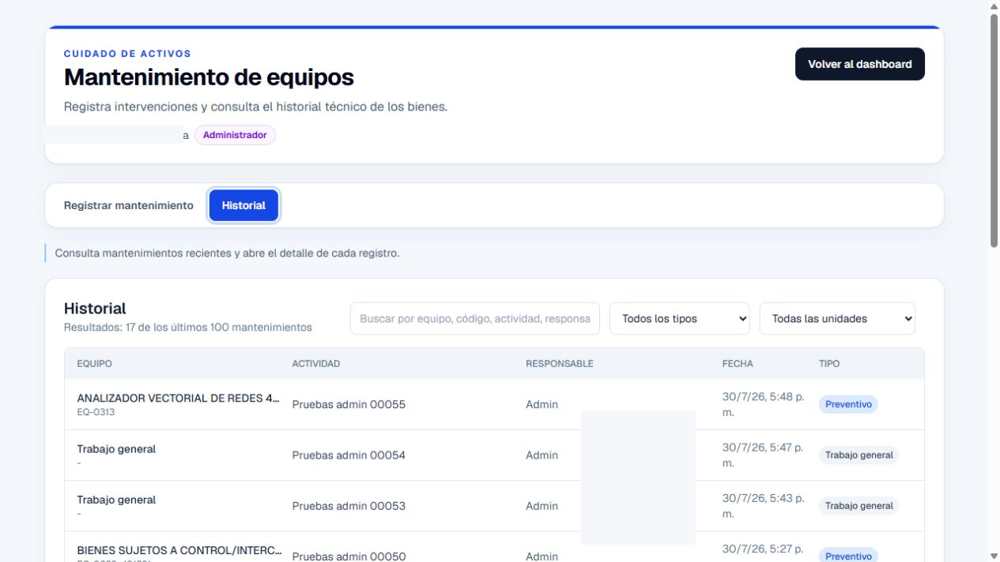 CUIDADO DE ACTIVOS
Mantenimiento de equipos
Volver al dashboard
Registra intervenciones y consulta el historial técnico de los bienes.
a Administrador
Registrar mantenimiento Historial
Consulta mantenimientos recientes y abre el detalle de cada registro.
Historial
Resultados: 17 de los últimos 100 mantenimientos
Buscar por equipo, código, actividad, responsa
Todos los tipos
Todas las unidades
EQUIPO ACTIVIDAD RESPONSABLE FECHA TIPO
ANALIZADOR VECTORIAL DE REDES 4...
EQ-0313
Pruebas admin 00055
Admin
30/7/26, 5:48 p.
m.
Preventivo
Trabajo general
-
Pruebas admin 00054
Admin
30/7/26, 5:47 p.
m.
Trabajo general
Trabajo general
-
Pruebas admin 00053
Admin
30/7/26, 5:43 p.
m.
Trabajo general
BIENES SUJETOS A CONTROL/INTERC...
Pruebas admin 00050
Admin
30/7/26, 5:27 p.
Preventivo